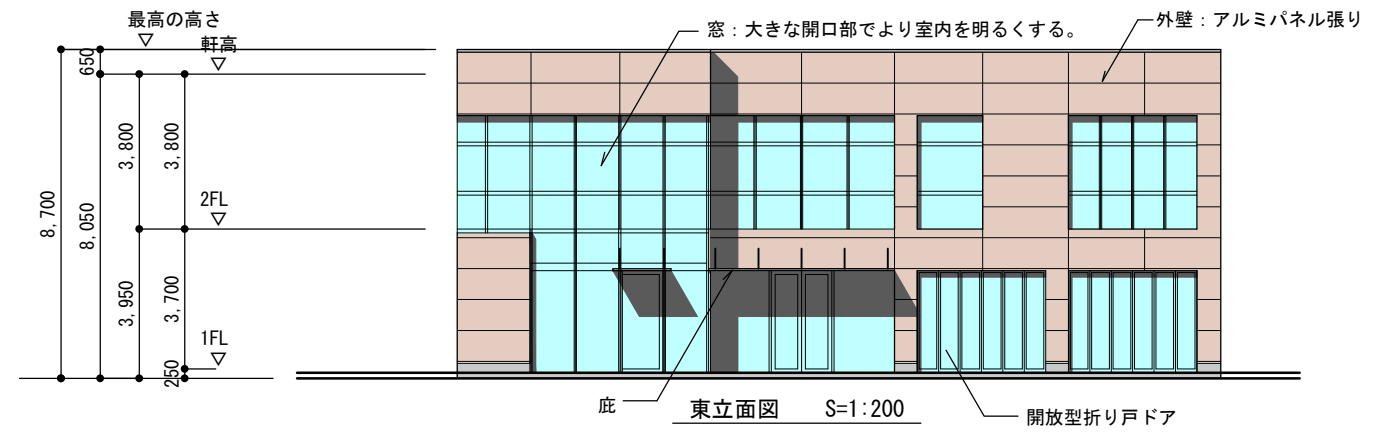 最高の高さ
軒高
窓：大きな開口部でより室内を明るくする。
外壁：アルミパネル張り
650
3,800
3,800
8,700
8,050
2FL
3,950
3,700
1FL
250
庇
東立面図 S=1:200
開放型折り戸ドア